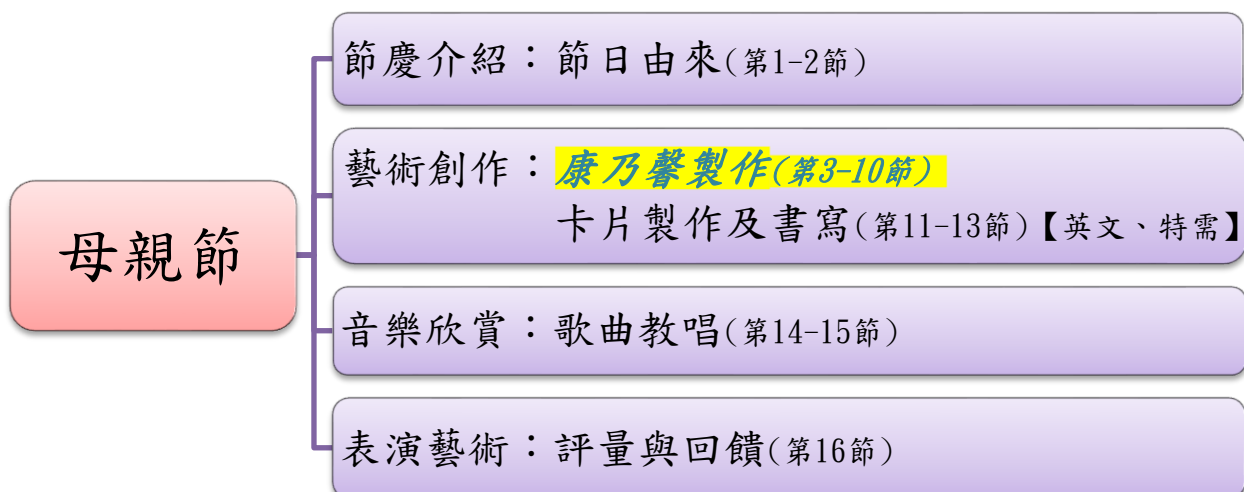 母親節
節慶介紹：節日由來(第1-2節)
藝術創作：康乃馨製作(第3-10節)
卡片製作及書寫(第11-13節)【英文、特需】
音樂欣賞：歌曲教唱(第14-15節)
表演藝術：評量與回饋(第16節)